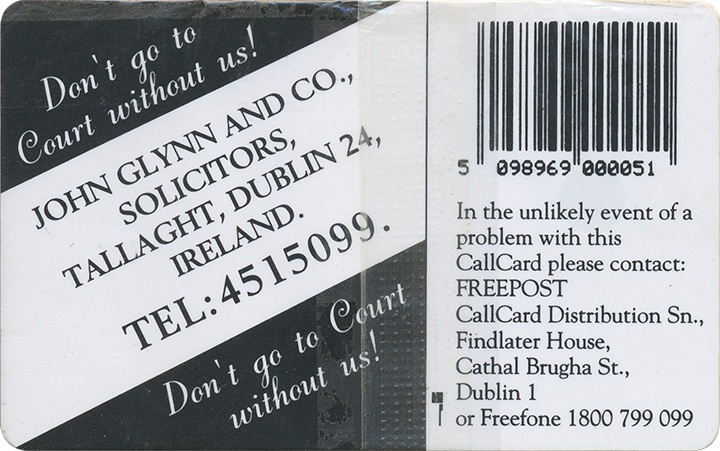 Don't go to
Court without us!
JOHN GLYNN AND CO.,
SOLICITORS,
TALLAGHT, DUBLIN 24,
IRELAND.
TEL: 4515099.
Don't go to Court
without us!
5 098969 000051
In the unlikely event of a
problem with this
CallCard please contact:
FREEPOST
CallCard Distribution Sn.,
Findlater House,
Cathal Brugha St.,
Dublin 1
or Freefone 1800 799 099